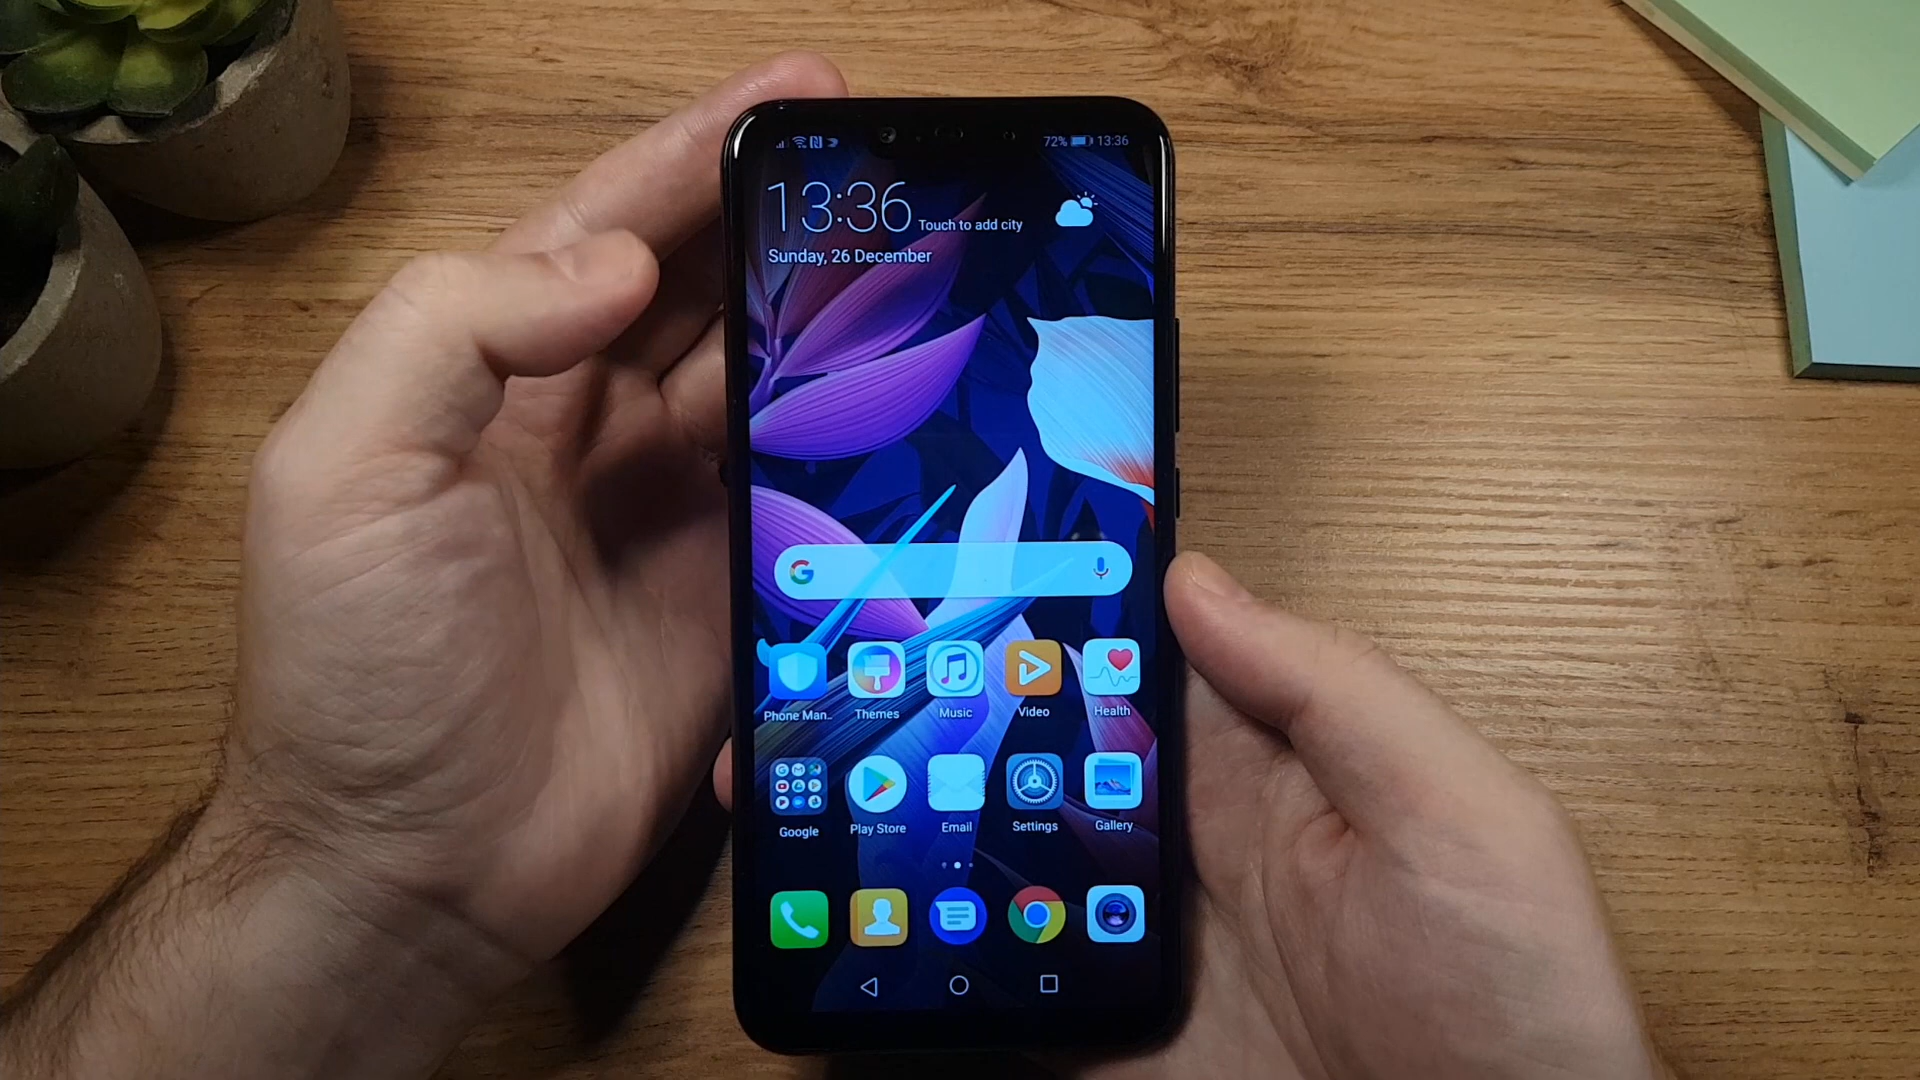 72% 13:36
13:36 Touch to add city
Sunday, 26 December
G
Phone Man.. Themes Music Video Health
Google Play Store Email Settings Gallery